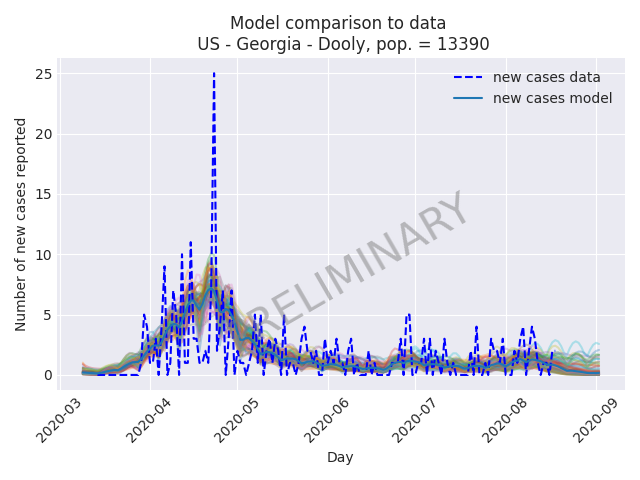 Model comparison to data
US - Georgia - Dooly, pop. = 13390
new cases data
new cases model
PRELIMINARY
Number of new cases reported
25
20
15
10
5
0
2020-03
2020-04
2020-05
2020-06
2020-07
2020-08
2020-09
Day